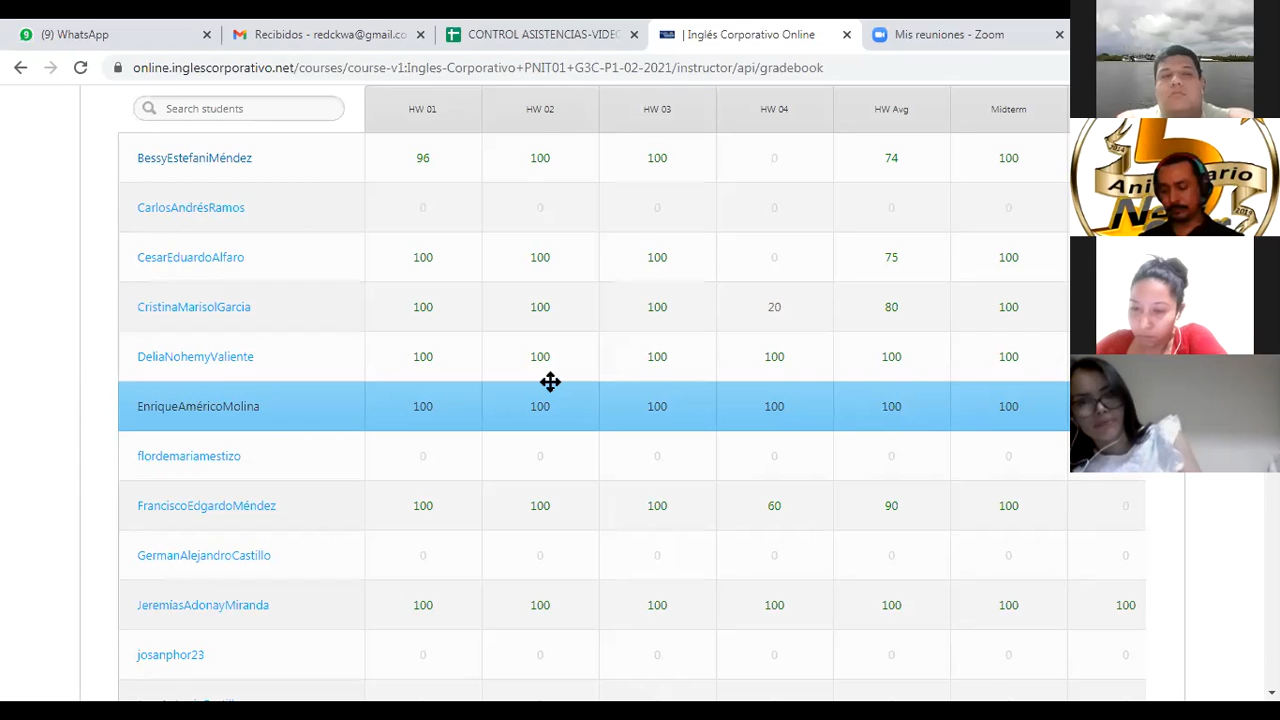 (9) WhatsApp
Recibidos - redckwa@gmail.co
CONTROL ASISTENCIAS-VIDEC
| Inglés Corporativo Online
Mis reuniones - Zoom
online.inglescorporativo.net/courses/course-v1:Ingles-Corporativo+PNIT01+G3C-P1-02-2021/instructor/api/gradebook
Search students HW 01 HW 02 HW 03 HW 04 HW Avg Midterm
BessyEstefaniMéndez 96 100 100 0 74 100
CarlosAndrésRamos 0 0 0 0 0 0
CesarEduardoAlfaro 100 100 100 0 75 100
CristinaMarisolGarcia 100 100 100 20 80 100
DeliaNohemyValiente 100 100 100 100 100 100
EnriqueAméricoMolina 100 100 100 100 100 100
flordemariamestizo 0 0 0 0 0 0
FranciscoEdgardoMéndez 100 100 100 60 90 100 0
GermanAlejandroCastillo 0 0 0 0 0 0 0
JeremíasAdonayMiranda 100 100 100 100 100 100 100
josanphor23 0 0 0 0 0 0 0
5
Aniversario